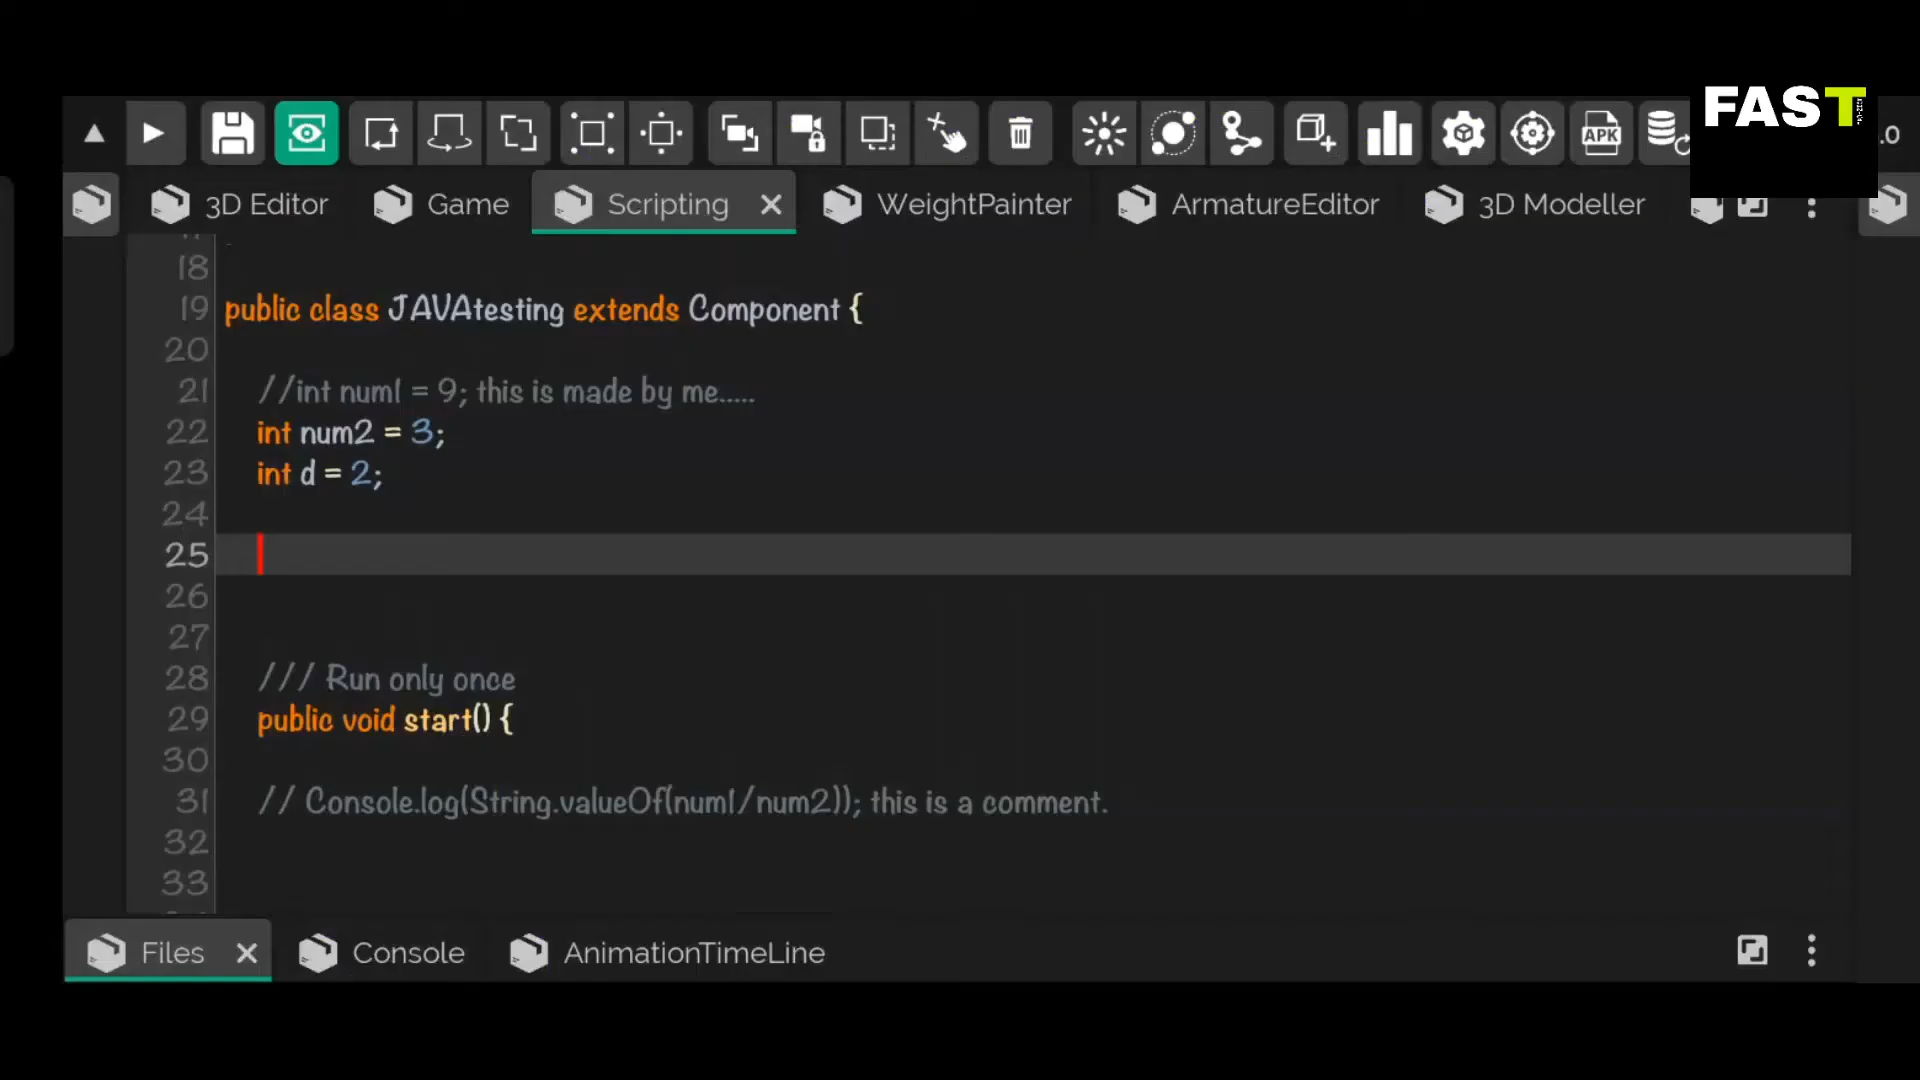 FAST
APK
.0
3D Editor Game Scripting WeightPainter ArmatureEditor 3D Modeller
18
19 public class JAVAtesting extends Component {
20
21 //int num1 = 9; this is made by me.....
22 int num2 = 3;
23 int d = 2;
24
25
26
27
28 /// Run only once
29 public void start() {
30
31 // Console.log(String.valueOf(num1/num2)); this is a comment.
32
33
Files Console AnimationTimeLine